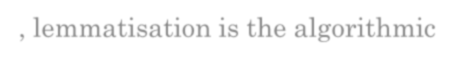 , lemmatisation is the algorithmic